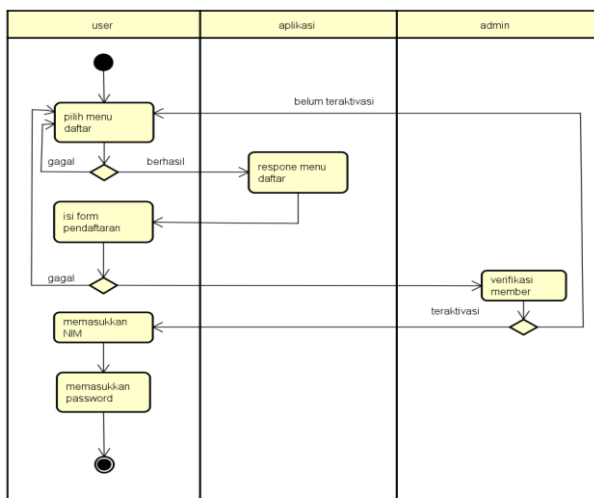 user
aplikasi
admin
belum teraktivasi
pilih menu
daftar
gagal
berhasil
respone menu
daftar
isi form
pendaftaran
gagal
verifikasi
member
teraktivasi
memasukkan
NIM
memasukkan
password